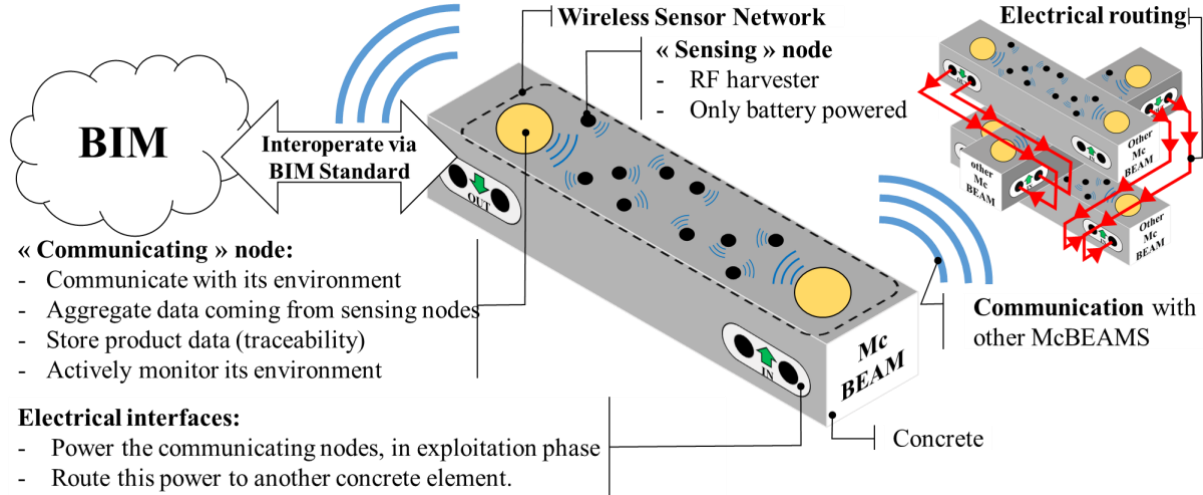 BIM
Interoperate via
BIM Standard
Wireless Sensor Network
« Sensing » node
- RF harvester
- Only battery powered
Electrical routing
OUT
IN
Mc
BEAM
Other
Mc
BEAM
other
Mc
BEAM
IN
Other
Mc
BEAM
IN
« Communicating » node:
- Communicate with its environment
- Aggregate data coming from sensing nodes
- Store product data (traceability)
- Actively monitor its environment
Communication with
other McBEAMS
Electrical interfaces:
- Power the communicating nodes, in exploitation phase
- Route this power to another concrete element.
Concrete